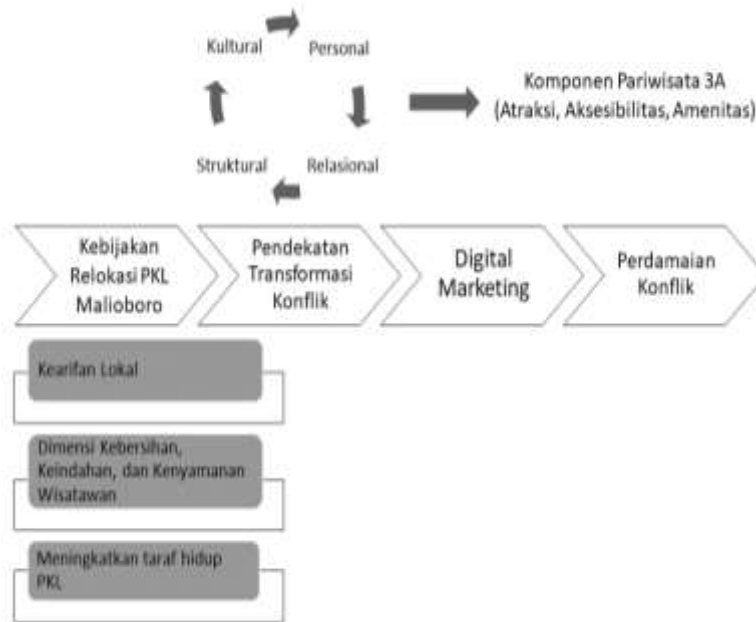 Kultural
Personal
Struktural
Relasional
Komponen Pariwisata 3A
(Atraksi, Aksesibilitas, Amenitas)
Kebijakan
Relokasi PKL
Malioboro
Pendekatan
Transformasi
Konflik
Digital
Marketing
Perdamaian
Konflik
Kearifan Lokal
Dimensi Kebersihan,
Keindahan, dan Kenyamanan
Wisatawan
Meningkatkan taraf hidup
PKL